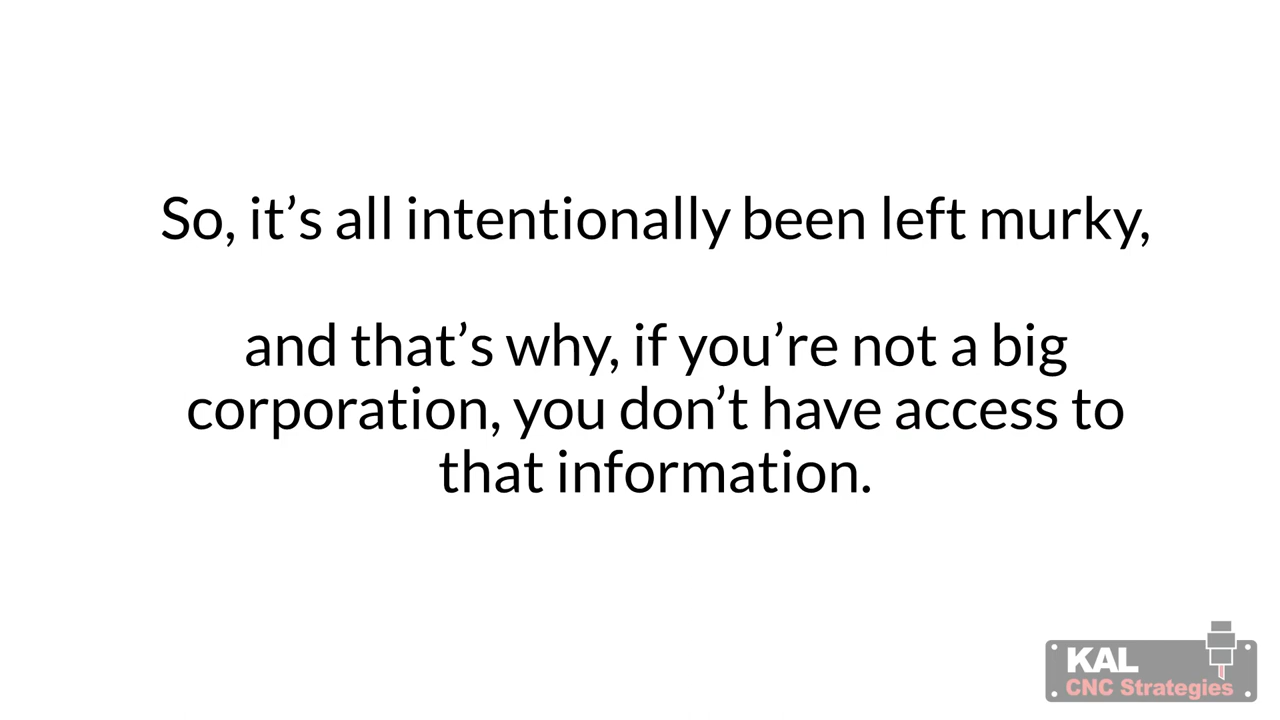 So, it’s all intentionally been left murky,
and that’s why, if you’re not a big
corporation, you don’t have access to
that information.
KAL
CNC Strategies